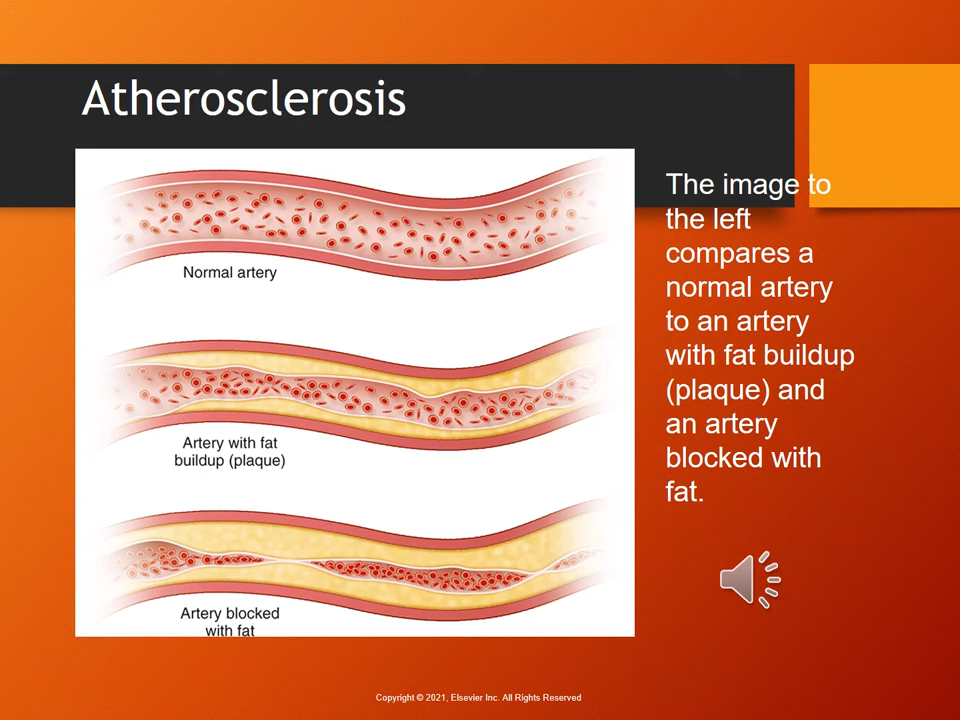 Atherosclerosis
Normal artery
Artery with fat
buildup (plaque)
Artery blocked
with fat
The image to
the left
compares a
normal artery
to an artery
with fat buildup
(plaque) and
an artery
blocked with
fat.
Copyright © 2021, Elsevier Inc. All Rights Reserved